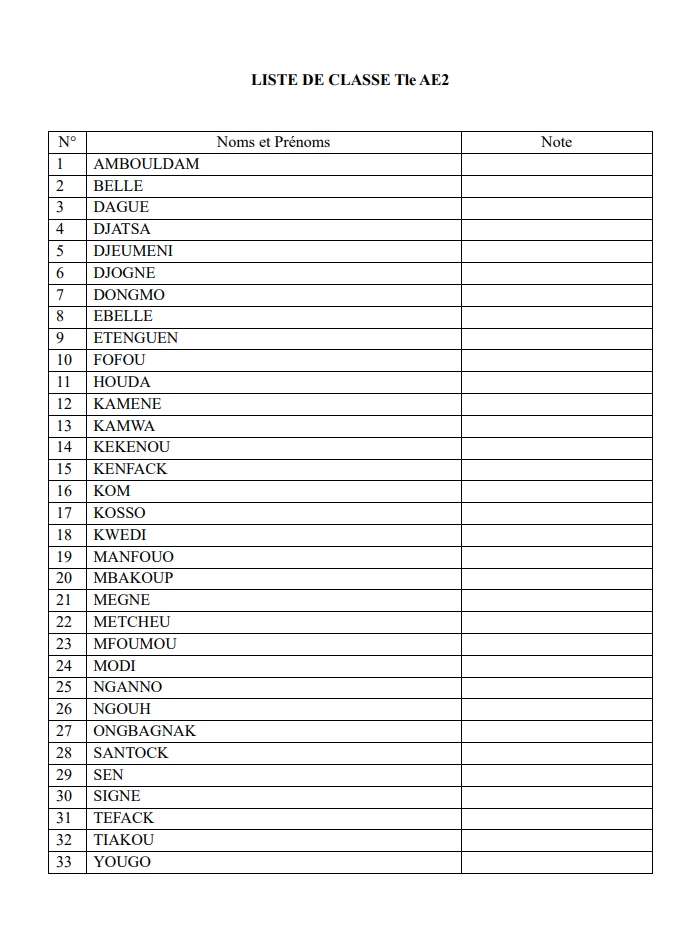 LISTE DE CLASSE Tle AE2
N° Noms et Prénoms Note
1 AMBOULDAM
2 BELLE
3 DAGUE
4 DJATSA
5 DJEUMENI
6 DJOGNE
7 DONGMO
8 EBELLE
9 ETENGUEN
10 FOFOU
11 HOUDA
12 KAMENE
13 KAMWA
14 KEKENOU
15 KENFACK
16 KOM
17 KOSSO
18 KWEDI
19 MANFOUO
20 MBAKOUP
21 MEGNE
22 METCHEU
23 MFOUMOU
24 MODI
25 NGANNO
26 NGOUH
27 ONGBAGNAK
28 SANTOCK
29 SEN
30 SIGNE
31 TEFACK
32 TIAKOU
33 YOUGO